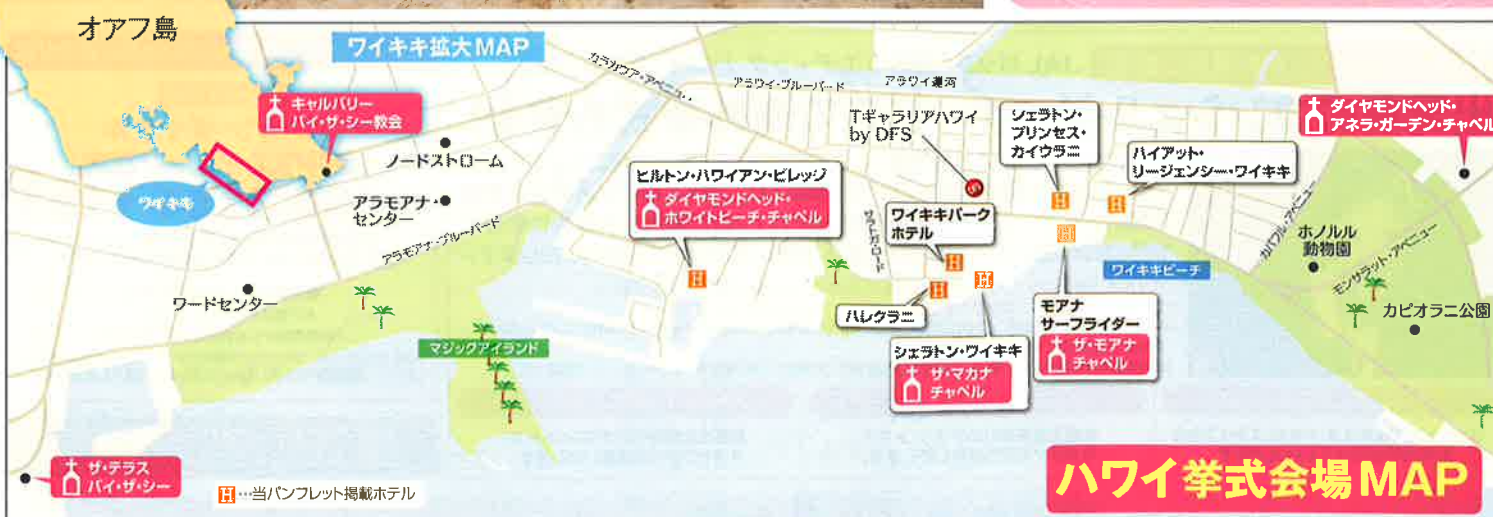 オアフ島
ワイキキ拡大MAP
キャルバリー
バイ・ザ・シー教会
ワイキキ
ノードストローム
アラモアナ・
センター
アラモアナ・ブルーバード
ワードセンター
マジックアイランド
ザ・テラス
バイ・ザ・シー
H…当パンフレット掲載ホテル
カラカウア・アベニュー
アラワイ・ブルーバード
アラワイ運河
Tギャラリアハワイ
by DFS
ヒルトン・ハワイアン・ビレッジ
ダイヤモンドヘッド・
ホワイトビーチ・チャペル
H
サラトガ・ロード
ワイキキパーク
ホテル
H
ハレクラニ
H
H
シェラトン・ワイキキ
ザ・マカナ
チャペル
シェラトン・
プリンセス・
カイウラニ
H
ハイアット・
リージェンシー・ワイキキ
H
H
モアナ
サーフライダー
ザ・モアナ
チャペル
ワイキキビーチ
ダイヤモンドヘッド・
アネラ・ガーデン・チャペル
カパフル・アベニュー
ホノルル
動物園
モンサラット・アベニュー
カピオラニ公園
ハワイ挙式会場MAP